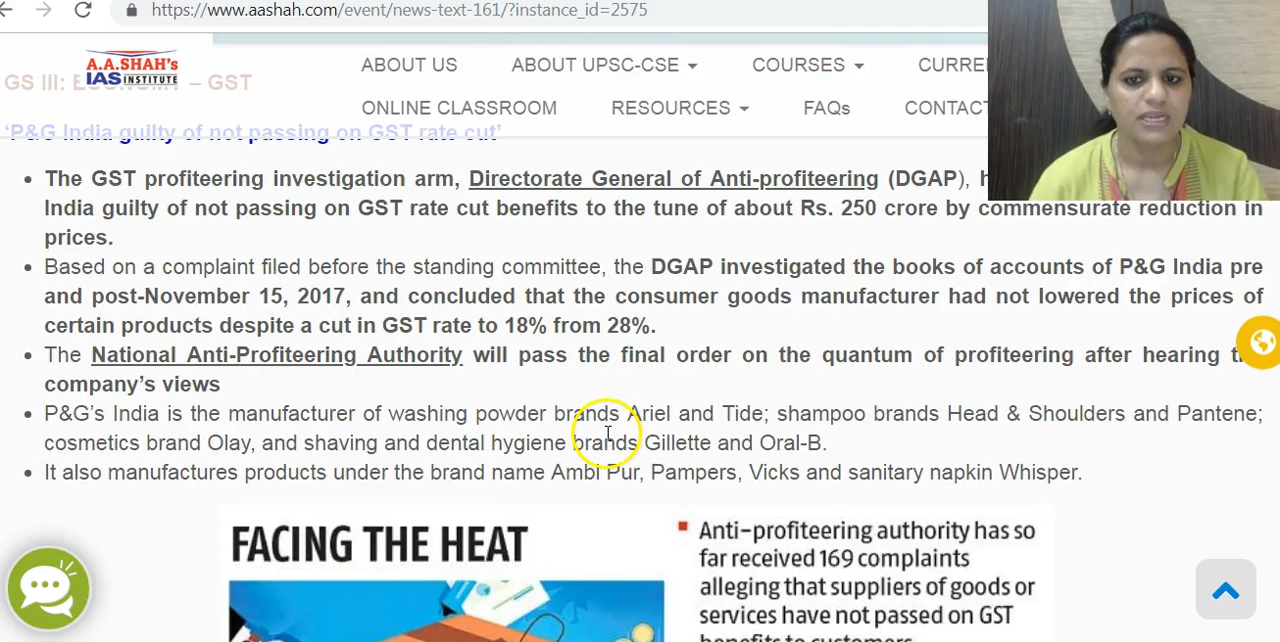 https://www.aashah.com/event/news-text-161/?instance_id=2575
A.A.SHAH's
IAS INSTITUTE
ABOUT US
ABOUT UPSC-CSE
COURSES
CURRE
ONLINE CLASSROOM
RESOURCES
FAQs
CONTAC
GS III: – GST
‘P&G India guilty of not passing on GST rate cut’
• The GST profiteering investigation arm, Directorate General of Anti-profiteering (DGAP),
India guilty of not passing on GST rate cut benefits to the tune of about Rs. 250 crore by commensurate reduction in
prices.
• Based on a complaint filed before the standing committee, the DGAP investigated the books of accounts of P&G India pre
and post-November 15, 2017, and concluded that the consumer goods manufacturer had not lowered the prices of
certain products despite a cut in GST rate to 18% from 28%.
• The National Anti-Profiteering Authority will pass the final order on the quantum of profiteering after hearing
company’s views
• P&G’s India is the manufacturer of washing powder brands Ariel and Tide; shampoo brands Head & Shoulders and Pantene;
cosmetics brand Olay, and shaving and dental hygiene brands Gillette and Oral-B.
• It also manufactures products under the brand name Ambi Pur, Pampers, Vicks and sanitary napkin Whisper.
FACING THE HEAT
Anti-profiteering authority has so
far received 169 complaints
alleging that suppliers of goods or
services have not passed on GST
benefits to customers